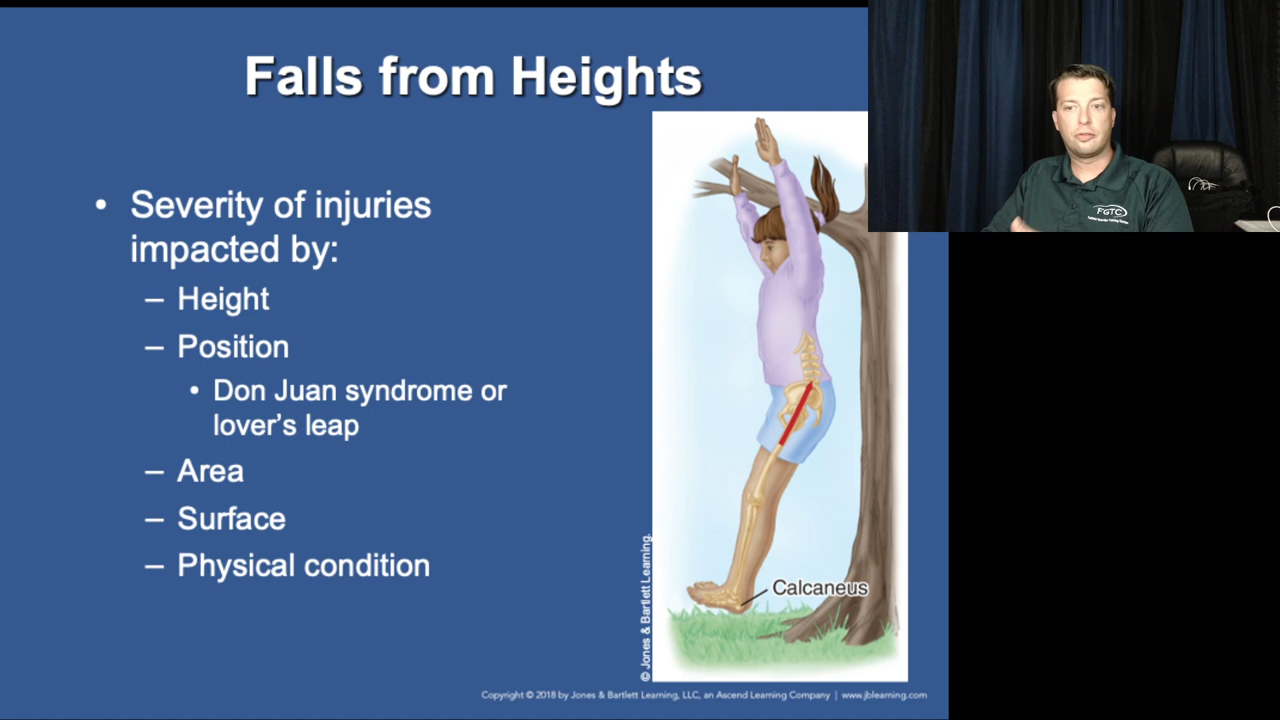 Falls from Heights
• Severity of injuries
impacted by:
– Height
– Position
• Don Juan syndrome or
lover's leap
– Area
– Surface
– Physical condition
Calcaneus
© Jones & Bartlett Learning.
Copyright © 2018 by Jones & Bartlett Learning, LLC, an Ascend Learning Company | www.jblearning.com
FGTC